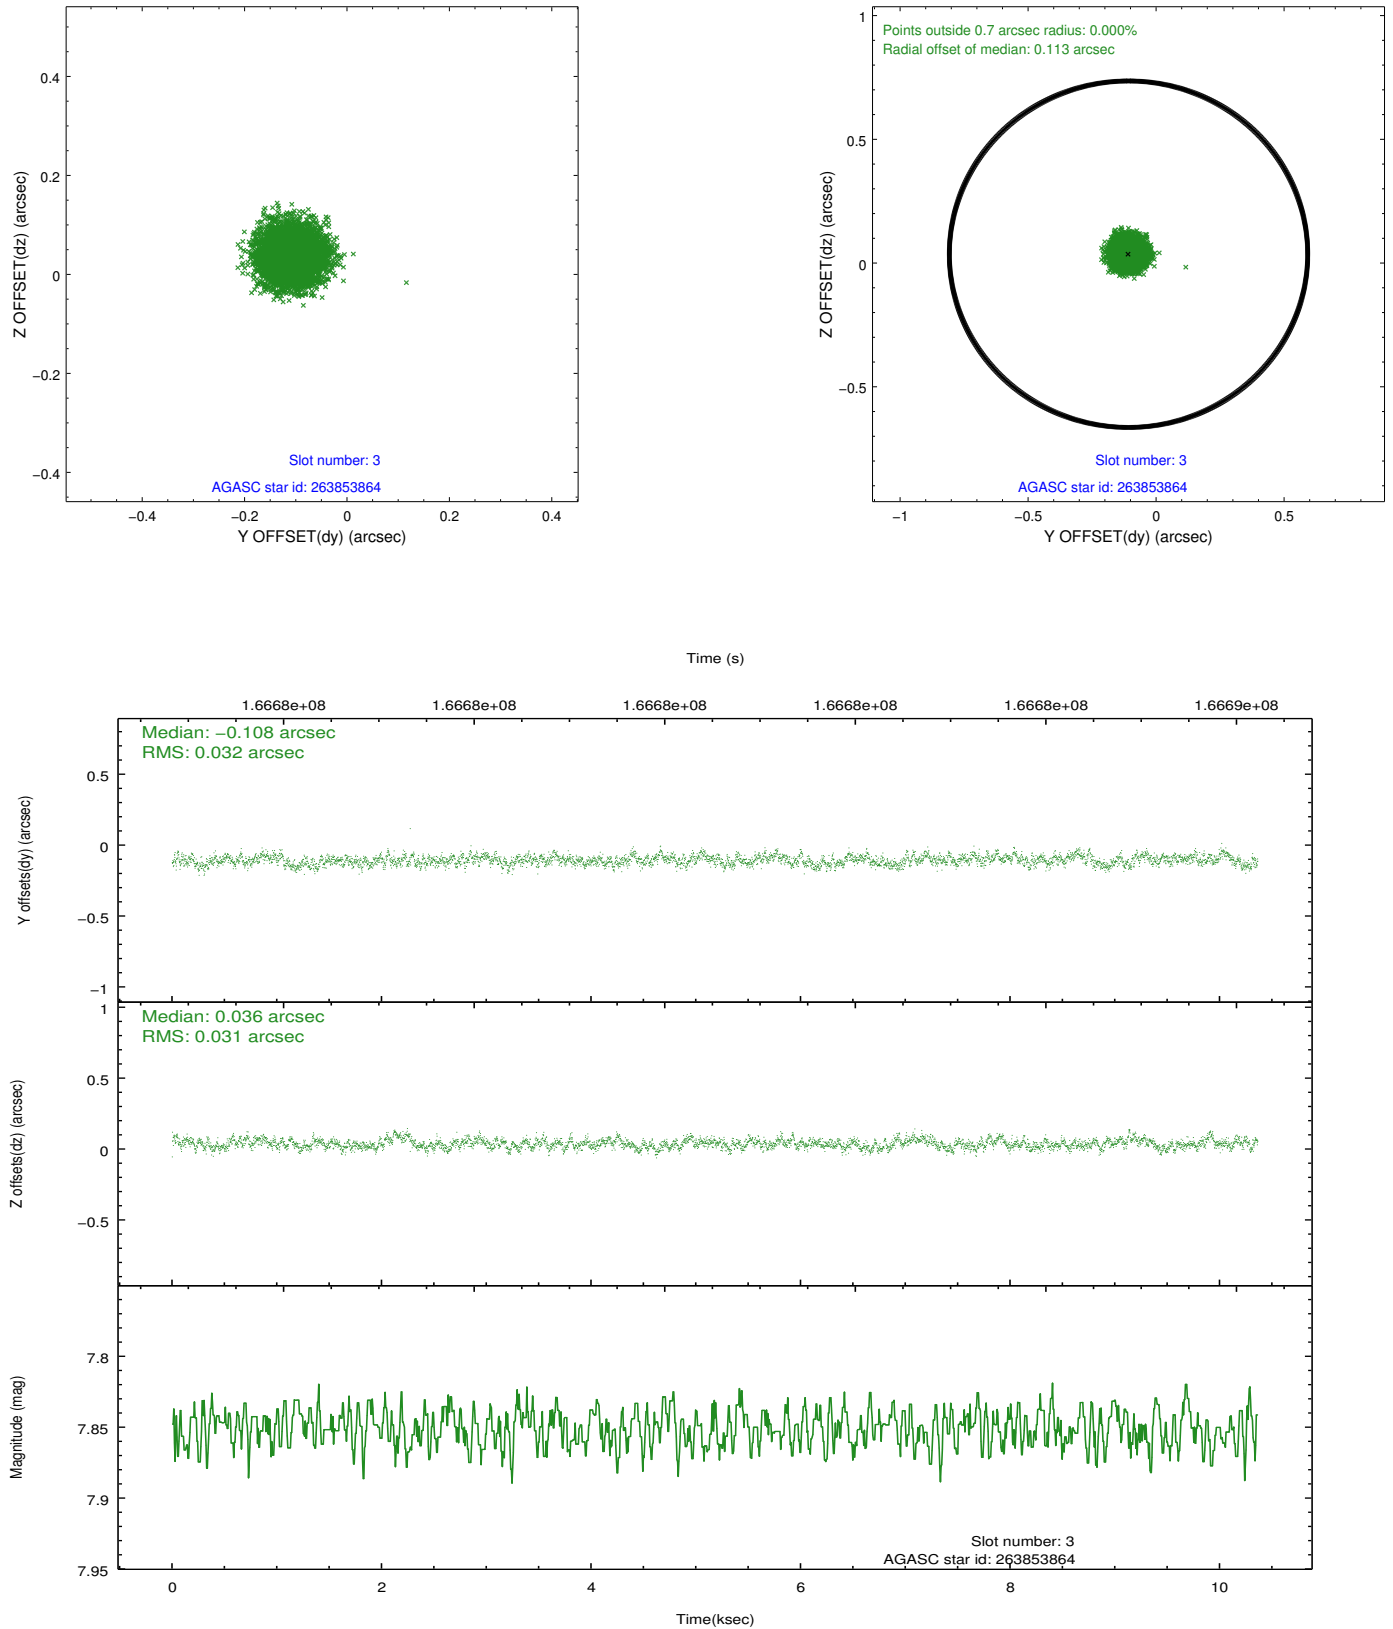 0.4
0.2
0
−0.2
−0.4
Z OFFSET(dz) (arcsec)
Slot number: 3
AGASC star id: 263853864
−0.4 −0.2 0 0.2 0.4
Y OFFSET(dy) (arcsec)
Points outside 0.7 arcsec radius: 0.000%
Radial offset of median: 0.113 arcsec
1
0.5
0
−0.5
Z OFFSET(dz) (arcsec)
Slot number: 3
AGASC star id: 263853864
−1 −0.5 0 0.5
Y OFFSET(dy) (arcsec)
Time (s)
1.6668e+08 1.6668e+08 1.6668e+08 1.6668e+08 1.6668e+08 1.6669e+08
Median: −0.108 arcsec
RMS: 0.032 arcsec
0.5
0
−0.5
−1
Y offsets(dy) (arcsec)
Median: 0.036 arcsec
RMS: 0.031 arcsec
1
0.5
0
−0.5
Z offsets(dz) (arcsec)
7.8
7.85
7.9
7.95
Magnitude (mag)
Slot number: 3
AGASC star id: 263853864
0 2 4 6 8 10
Time(ksec)